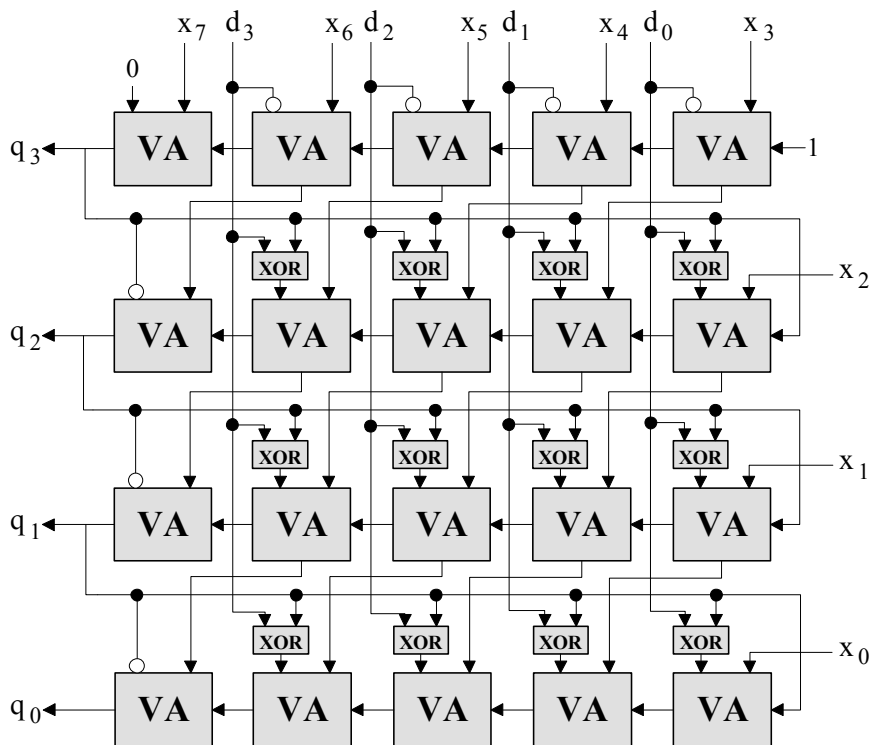 x7 d3 x6 d2 x5 d1 x4 d0 x3
0
q3 VA VA VA VA VA 1
XOR XOR XOR XOR
x2
q2 VA VA VA VA VA
XOR XOR XOR XOR
x1
q1 VA VA VA VA VA
XOR XOR XOR XOR
x0
q0 VA VA VA VA VA